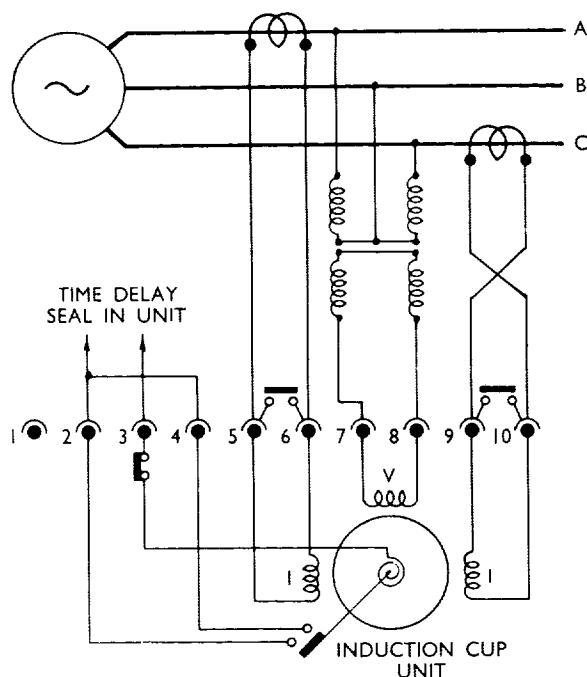 A
B
C
TIME DELAY
SEAL IN UNIT
1 2 3 4 5 6 7 8 9 10
V
I I
INDUCTION CUP
UNIT